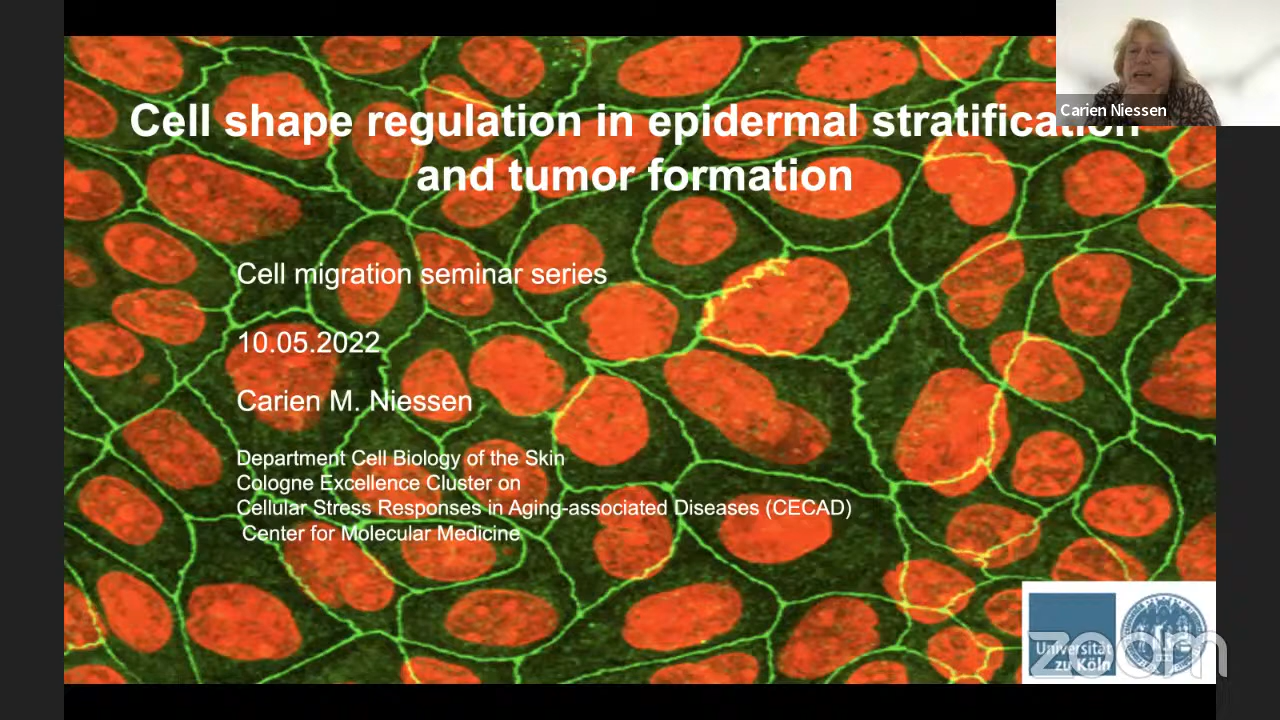 Carien Niessen
Cell shape regulation in epidermal stratification
and tumor formation
Cell migration seminar series
10.05.2022
Carien M. Niessen
Department Cell Biology of the Skin
Cologne Excellence Cluster on
Cellular Stress Responses in Aging-associated Diseases (CECAD)
Center for Molecular Medicine
Universität
zu Köln
zoom